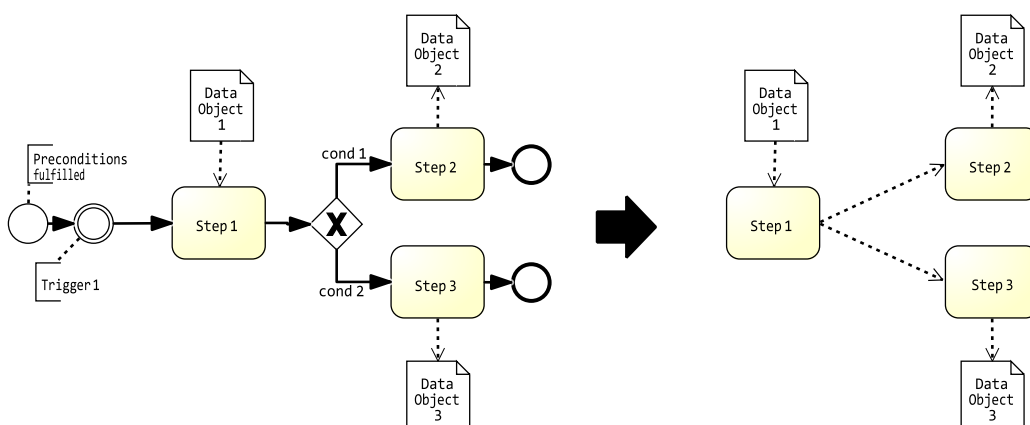 Data
Object
2
Data
Object
1
cond 1
Step 2
Preconditions
fulfilled
Step 1
X
Trigger 1
cond 2
Step 3
Data
Object
3
Data
Object
2
Data
Object
1
Step 2
Step 1
Step 3
Data
Object
3